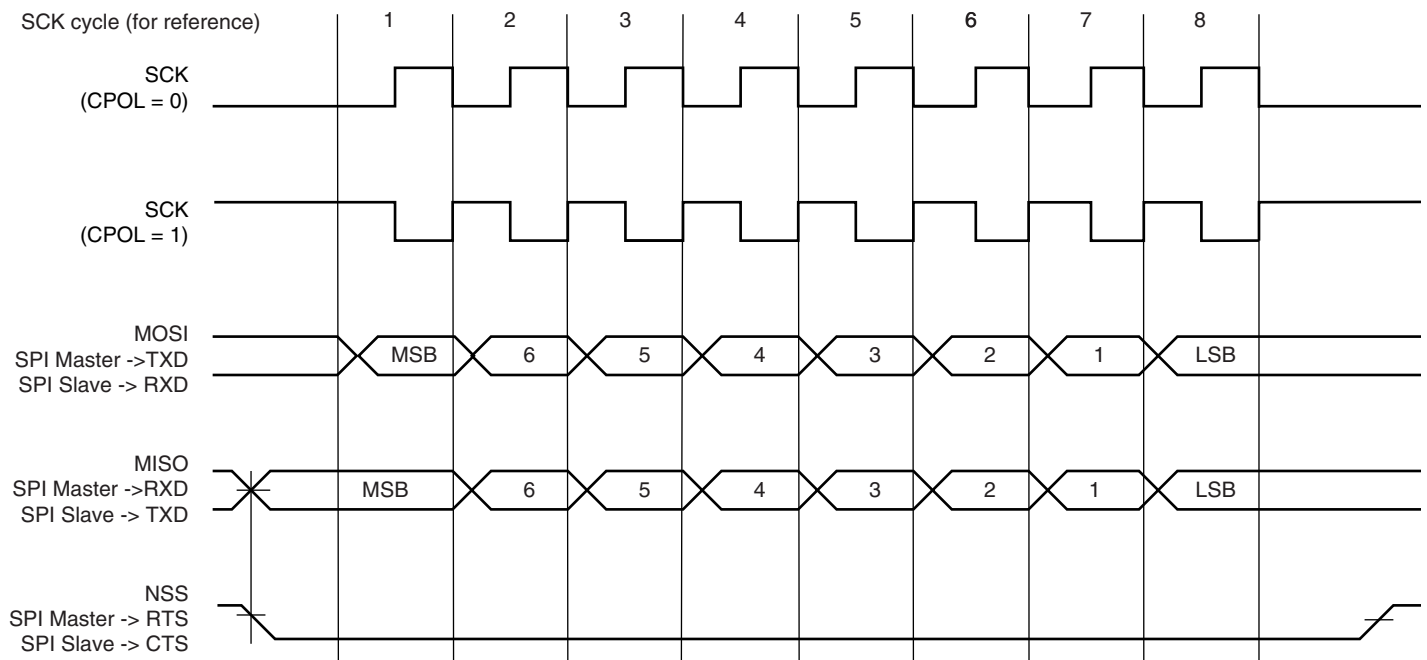 SCK cycle (for reference) 1 2 3 4 5 6 7 8
SCK
(CPOL = 0)
SCK
(CPOL = 1)
MOSI
SPI Master ->TXD
SPI Slave -> RXD
MSB 6 5 4 3 2 1 LSB
MISO
SPI Master ->RXD
SPI Slave -> TXD
MSB 6 5 4 3 2 1 LSB
NSS
SPI Master -> RTS
SPI Slave -> CTS